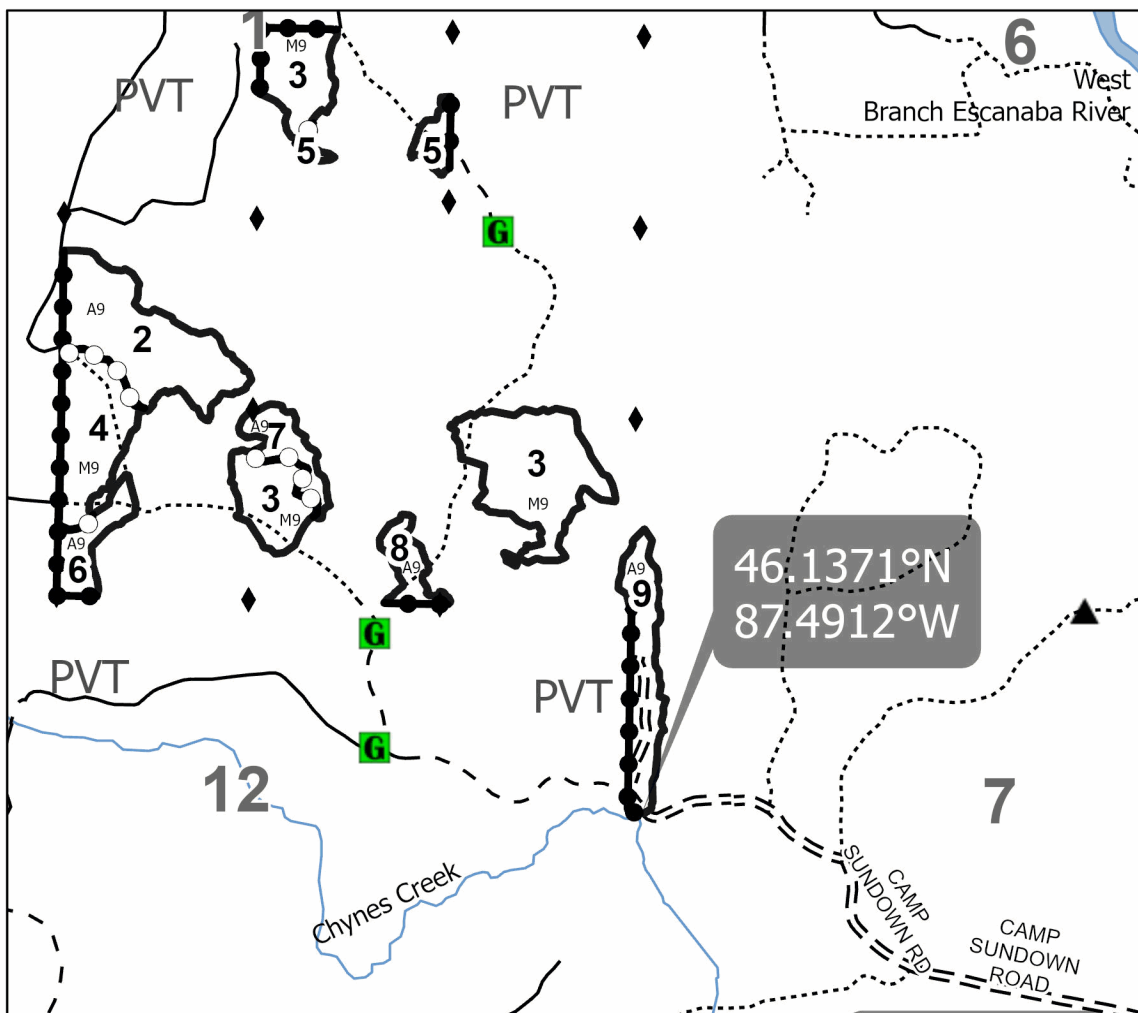 1
M9
3
5
PVT
5
PVT
6
West
Branch Escanaba River
G
A9
2
4
M9
A9
6
A9
7
3
M9
3
M9
8
A9
A9
9
46.1371°N
87.4912°W
G
PVT
PVT
G
12
7
Chynes Creek
CAMP
SUNDOWN RD
CAMP
SUNDOWN
ROAD